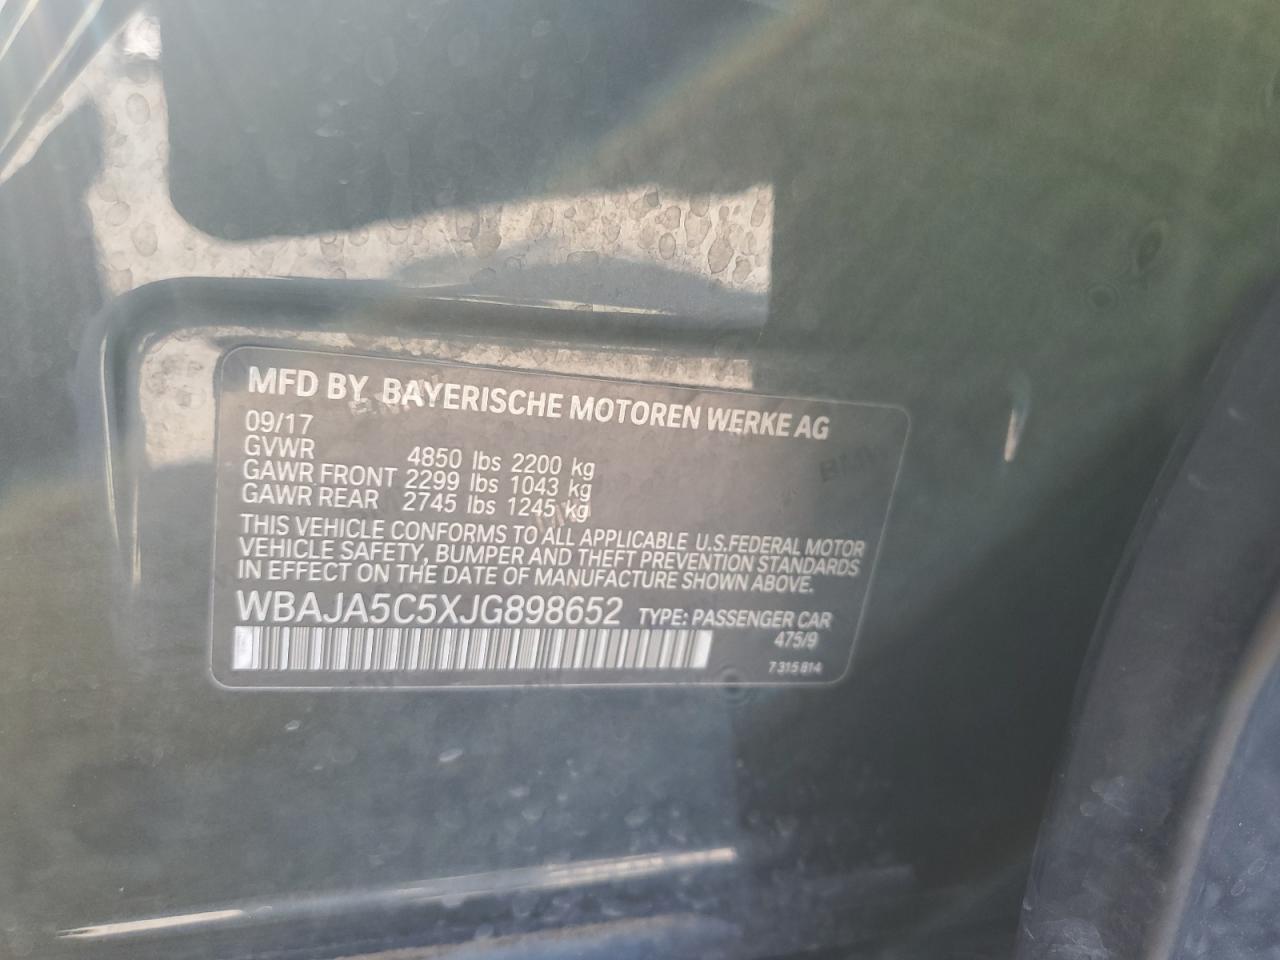 MFD BY BAYERISCHE MOTOREN WERKE AG
09/17
GVWR 4850 lbs 2200 kg
GAWR FRONT 2299 lbs 1043 kg
GAWR REAR 2745 lbs 1245 kg
THIS VEHICLE CONFORMS TO ALL APPLICABLE U.S.FEDERAL MOTOR
VEHICLE SAFETY, BUMPER AND THEFT PREVENTION STANDARDS
IN EFFECT ON THE DATE OF MANUFACTURE SHOWN ABOVE.
WBAJA5C5XJG898652 TYPE: PASSENGER CAR
475/9
7 315 814